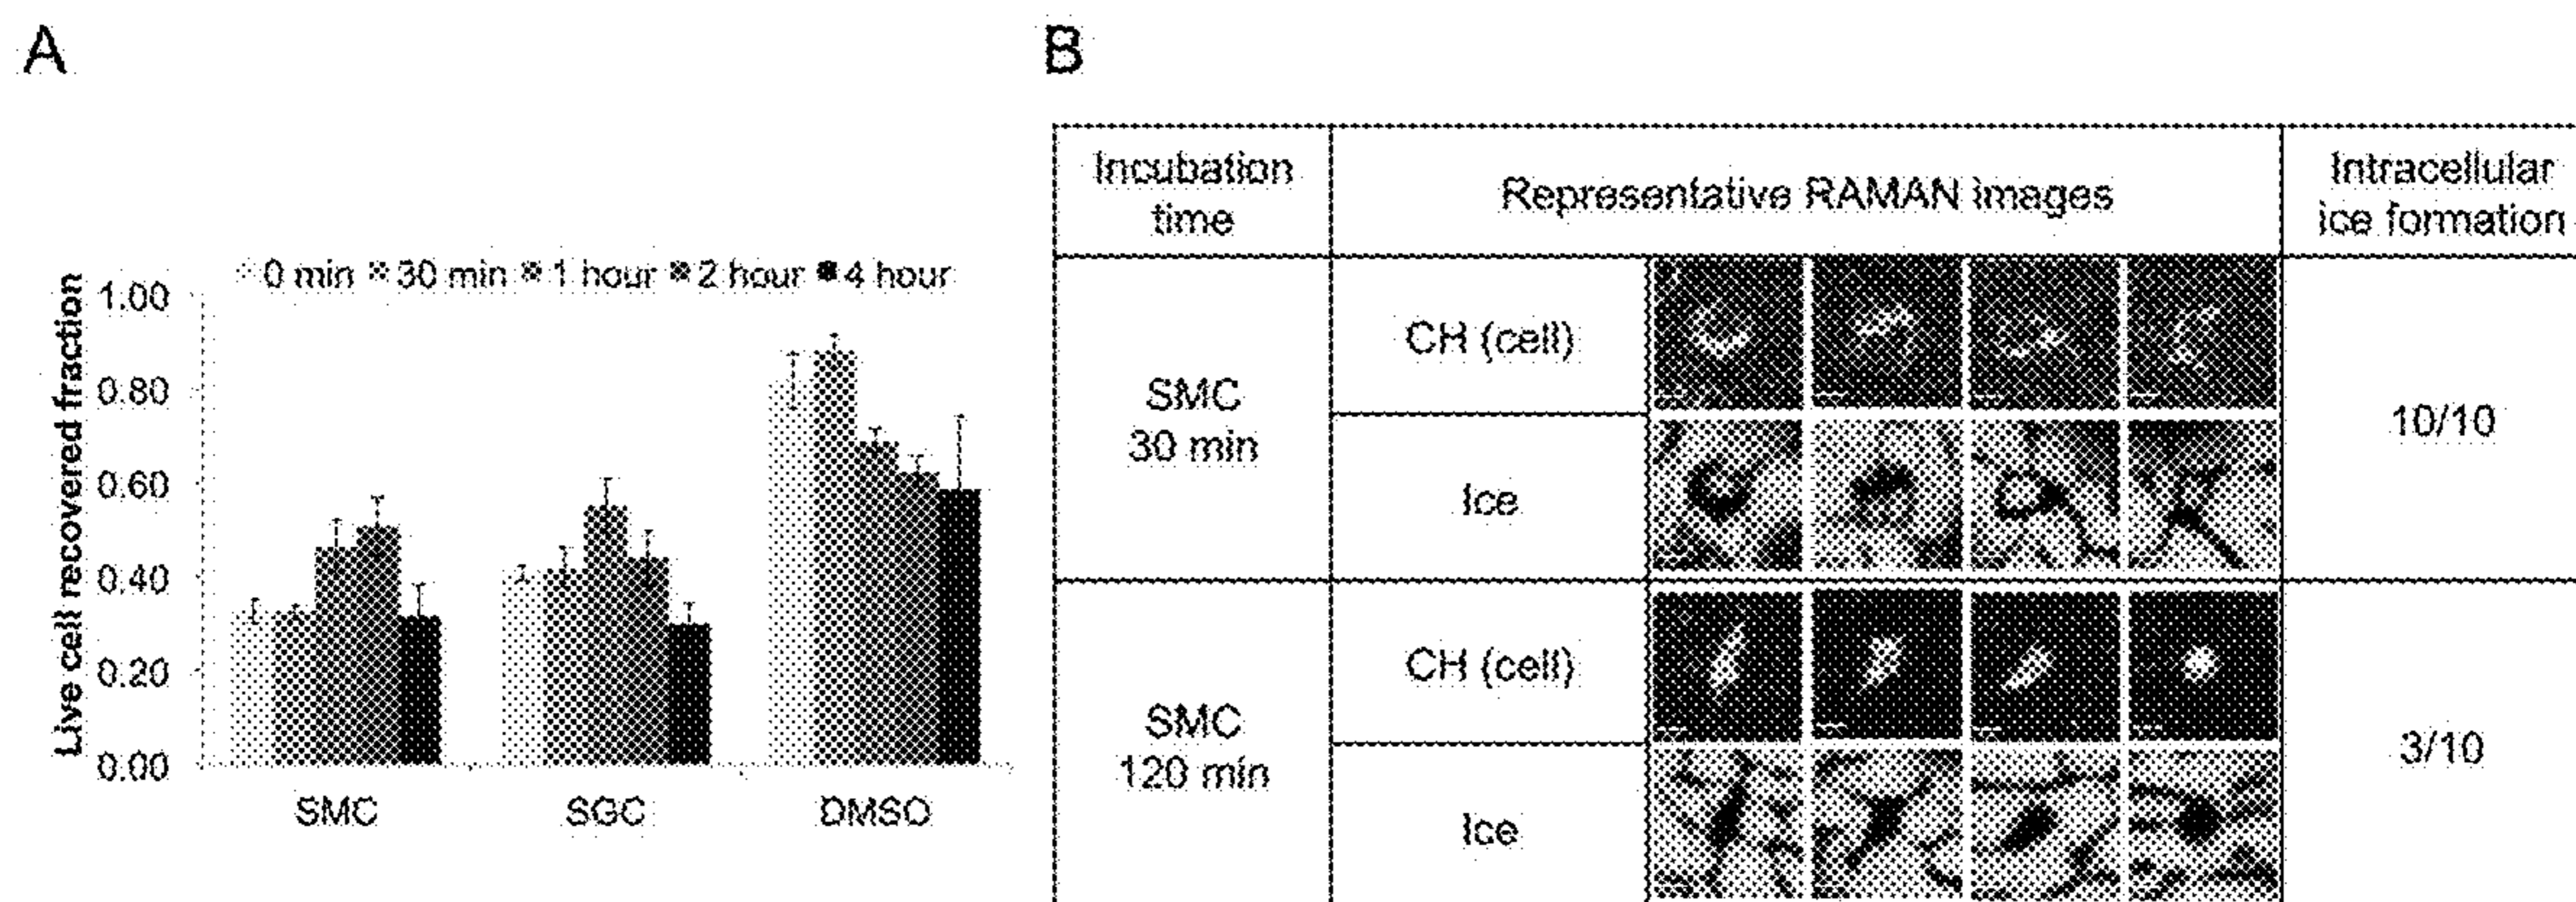 A
Live cell recovered fraction
0 min 30 min 1 hour 2 hour 4 hour
1.00
0.80
0.60
0.40
0.20
0.00
SMC SGC DMSO
B
Incubation
time
Representative RAMAN images
Intracellular
ice formation
SMC
30 min
CH (cell)
Ice
10/10
SMC
120 min
CH (cell)
Ice
3/10